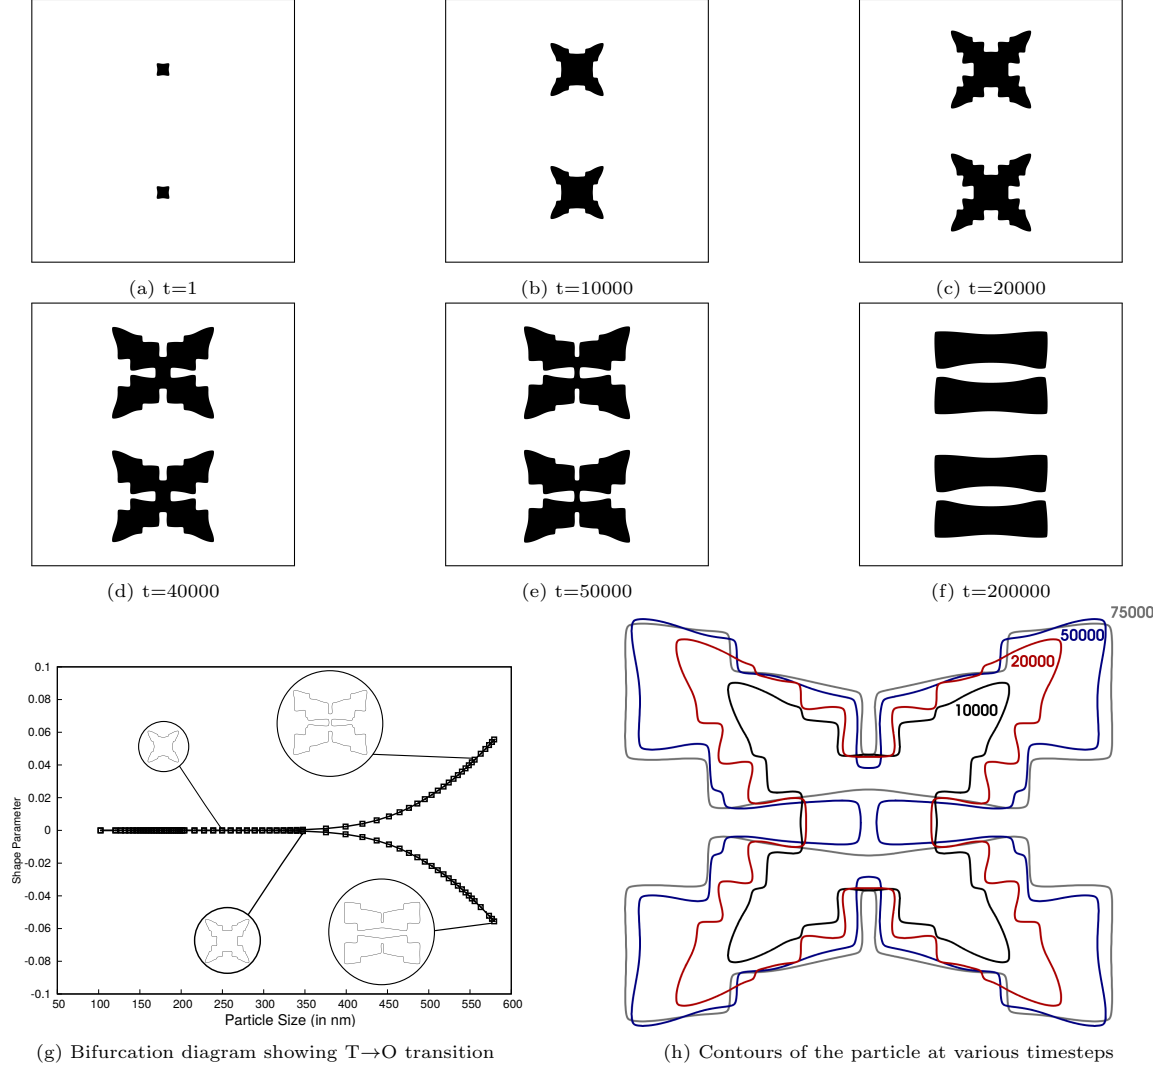 (a) t=1
(b) t=10000
(c) t=20000
(d) t=40000
(e) t=50000
(f) t=200000
0.1
0.08
0.06
0.04
0.02
0
-0.02
-0.04
-0.06
-0.08
-0.1
Shape Parameter
50 100 150 200 250 300 350 400 450 500 550 600
Particle Size (in nm)
(g) Bifurcation diagram showing T→O transition
75000
50000
20000
10000
(h) Contours of the particle at various timesteps